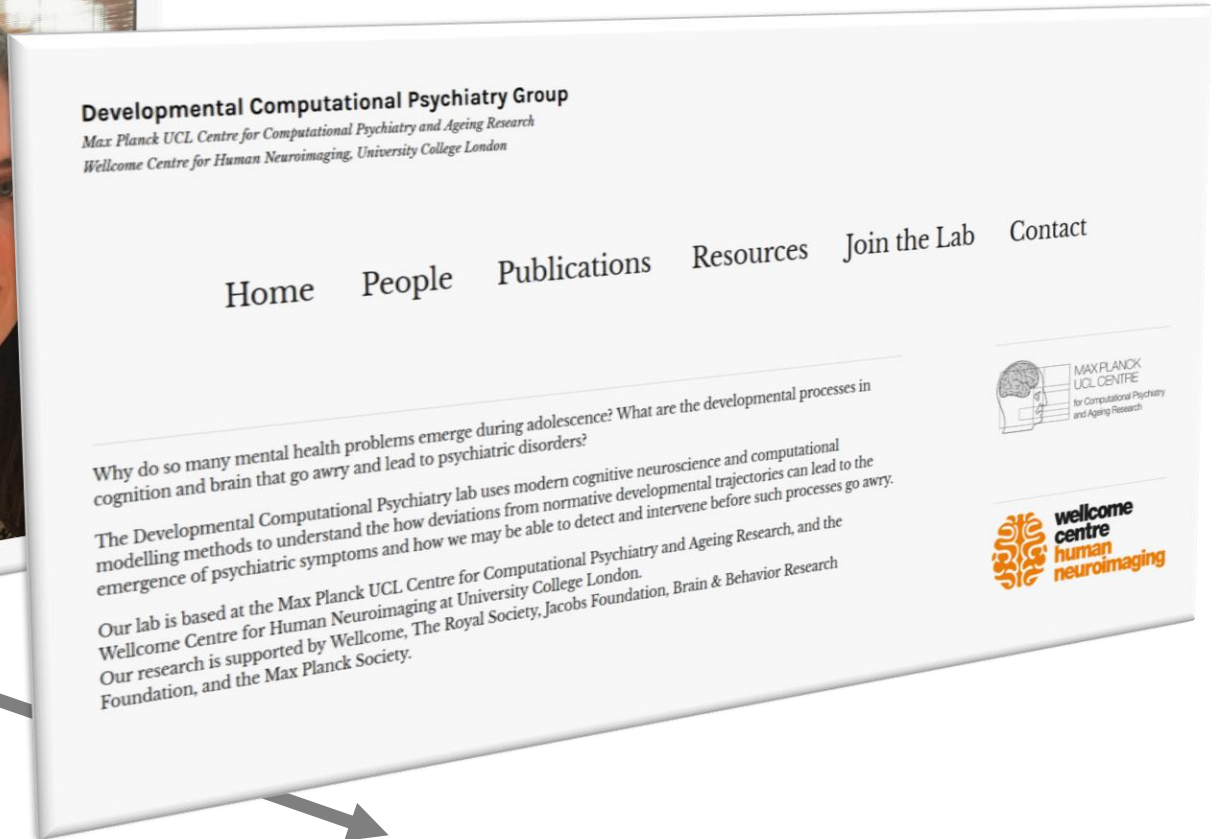 Developmental Computational Psychiatry Group
Max Planck UCL Centre for Computational Psychiatry and Ageing Research
Wellcome Centre for Human Neuroimaging, University College London
Home People Publications Resources Join the Lab Contact
Why do so many mental health problems emerge during adolescence? What are the developmental processes in
cognition and brain that go awry and lead to psychiatric disorders?
The Developmental Computational Psychiatry lab uses modern cognitive neuroscience and computational
modelling methods to understand the how deviations from normative developmental trajectories can lead to the
emergence of psychiatric symptoms and how we may be able to detect and intervene before such processes go awry.
Our lab is based at the Max Planck UCL Centre for Computational Psychiatry and Ageing Research, and the
Wellcome Centre for Human Neuroimaging at University College London.
Our research is supported by Wellcome, The Royal Society, Jacobs Foundation, Brain & Behavior Research
Foundation, and the Max Planck Society.
MAX PLANCK
UCL CENTRE
for Computational Psychiatry
and Ageing Research
wellcome
centre
human
neuroimaging